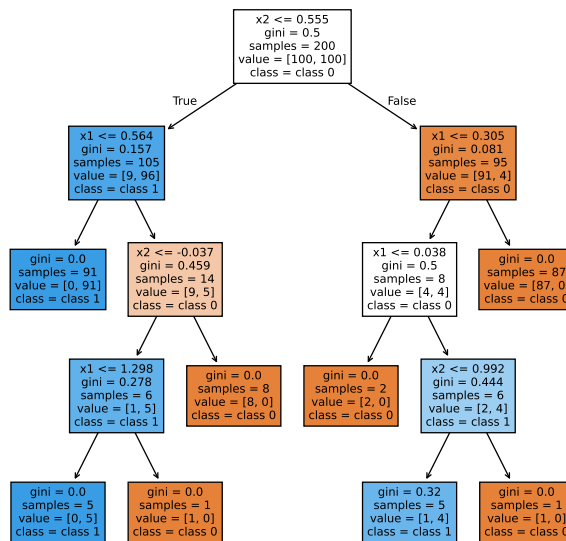 x2 <= 0.555
gini = 0.5
samples = 200
value = [100, 100]
class = class 0
True
False
x1 <= 0.564
gini = 0.157
samples = 105
value = [9, 96]
class = class 1
x1 <= 0.305
gini = 0.081
samples = 95
value = [91, 4]
class = class 0
gini = 0.0
samples = 91
value = [0, 91]
class = class 1
x2 <= -0.037
gini = 0.459
samples = 14
value = [9, 5]
class = class 0
x1 <= 0.038
gini = 0.5
samples = 8
value = [4, 4]
class = class 0
gini = 0.0
samples = 87
value = [87, 0]
class = class 0
x1 <= 1.298
gini = 0.278
samples = 6
value = [1, 5]
class = class 1
gini = 0.0
samples = 8
value = [8, 0]
class = class 0
gini = 0.0
samples = 2
value = [2, 0]
class = class 0
x2 <= 0.992
gini = 0.444
samples = 6
value = [2, 4]
class = class 1
gini = 0.0
samples = 5
value = [0, 5]
class = class 1
gini = 0.0
samples = 1
value = [1, 0]
class = class 0
gini = 0.32
samples = 5
value = [1, 4]
class = class 1
gini = 0.0
samples = 1
value = [1, 0]
class = class 0